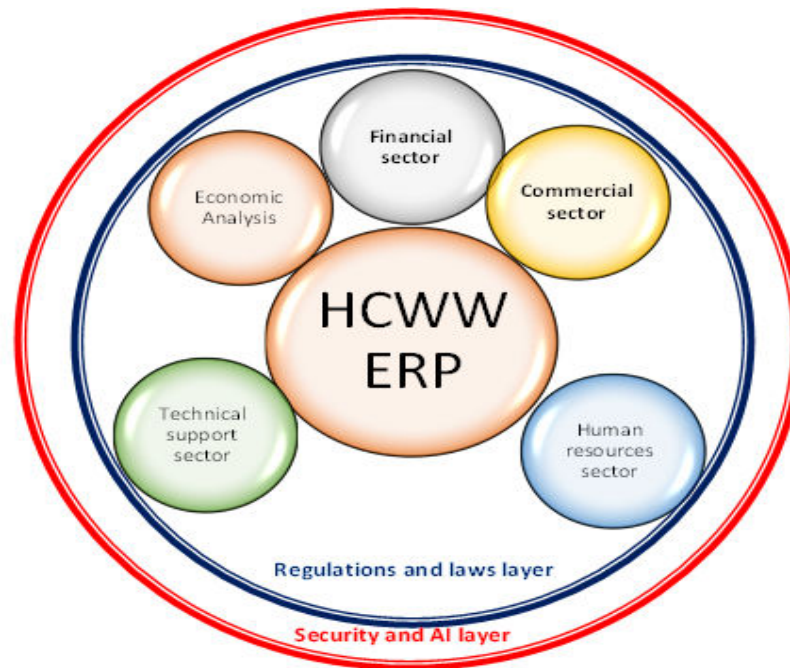 Financial
sector
Economic
Analysis
Commercial
sector
HCWW
ERP
Technical
support
sector
Human
resources
sector
Regulations and laws layer
Security and AI layer